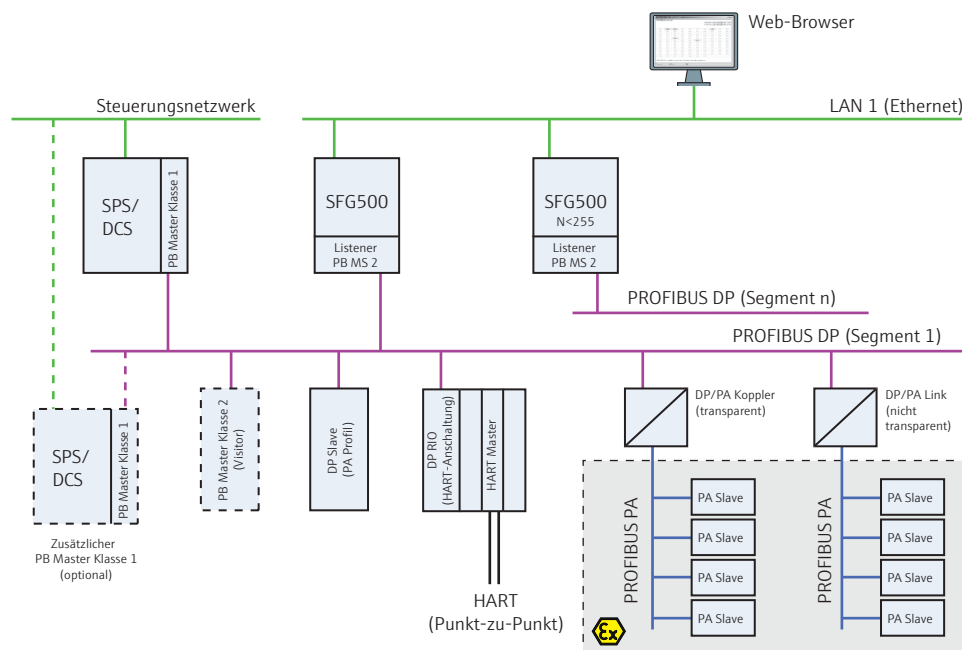 Web-Browser
Steuerungsnetzwerk
LAN 1 (Ethernet)
SPS/
DCS
PB Master Klasse 1
SFG500
Listener
PB MS 2
SFG500
N<255
Listener
PB MS 2
PROFIBUS DP (Segment n)
PROFIBUS DP (Segment 1)
SPS/
DCS
PB Master Klasse 1
Zusätzlicher
PB Master Klasse 1
(optional)
PB Master Klasse 2
(Visitor)
DP Slave
(PA Profil)
DP RIO
(HART-Anschaltung)
HART Master
HART
(Punkt-zu-Punkt)
DP/PA Koppler
(transparent)
DP/PA Link
(nicht
transparent)
PROFIBUS PA
PA Slave
PA Slave
PA Slave
PA Slave
PROFIBUS PA
PA Slave
PA Slave
PA Slave
PA Slave
Ex